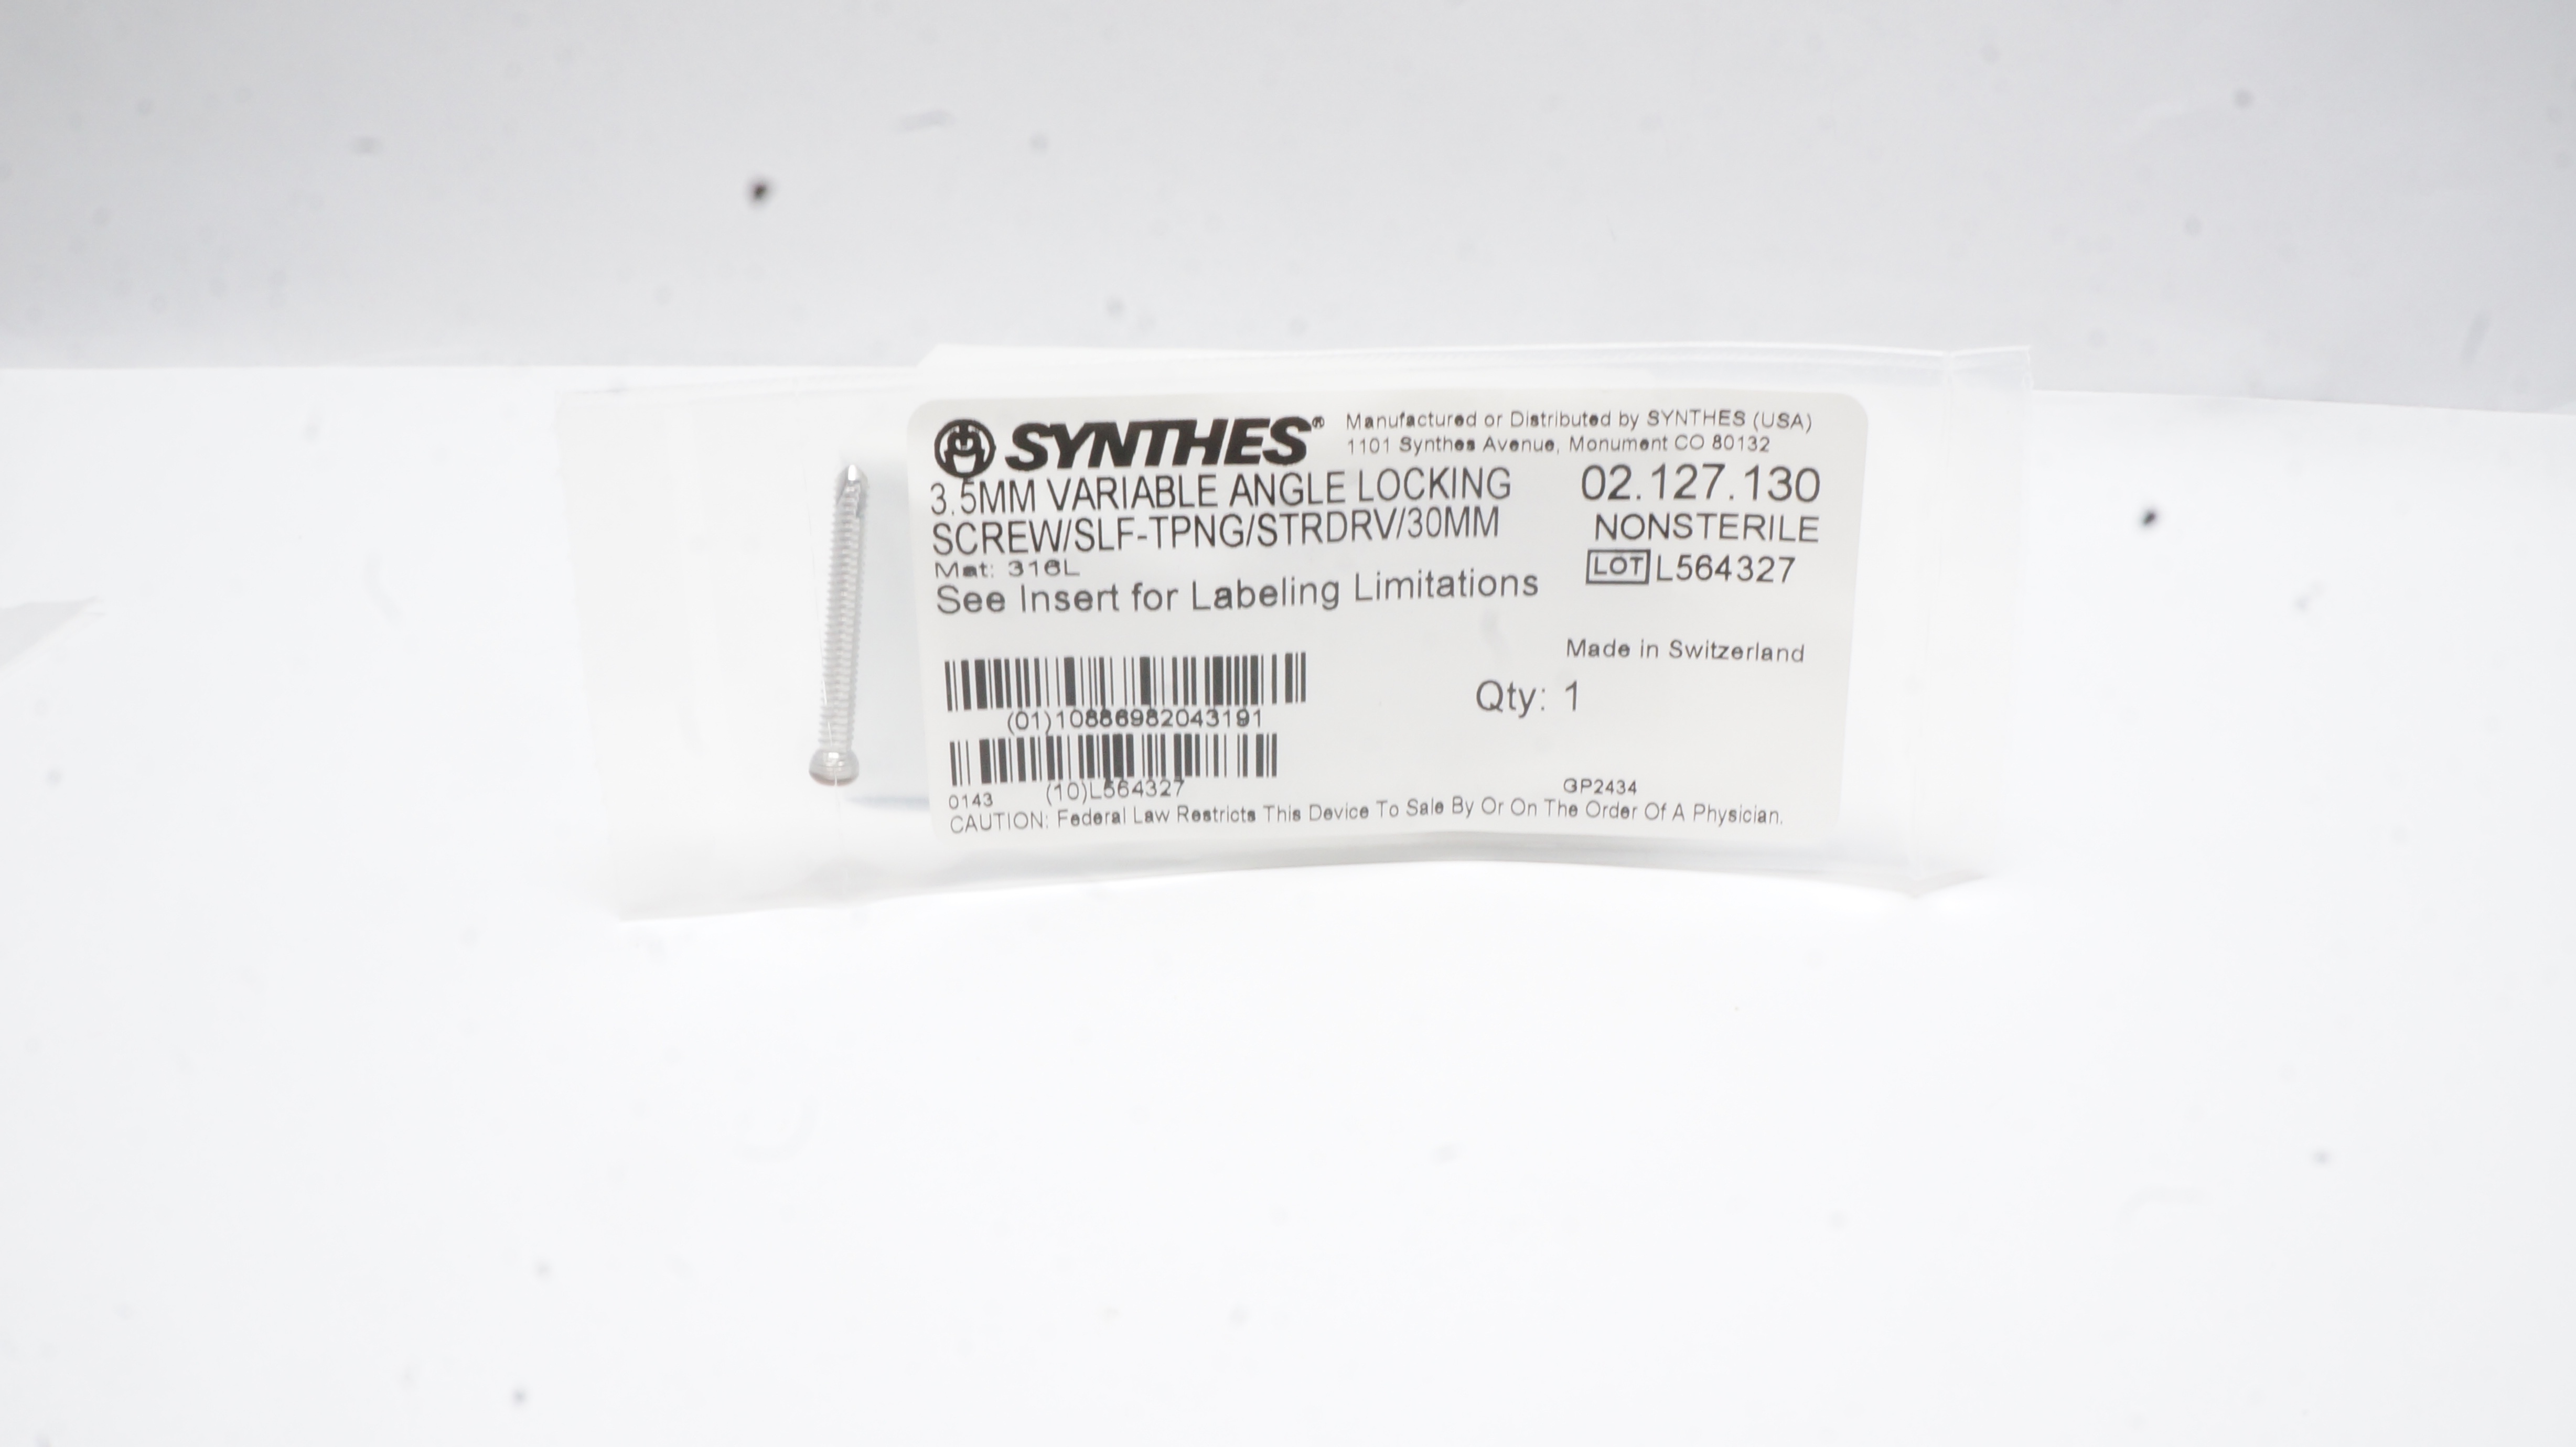 SYNTHES®
Manufactured or Distributed by SYNTHES (USA)
1101 Synthes Avenue, Monument CO 80132
3.5MM VARIABLE ANGLE LOCKING
SCREW/SLF-TPNG/STRDRV/30MM
Mat: 316L
See Insert for Labeling Limitations
02.127.130
NONSTERILE
LOT L564327
Made in Switzerland
Qty: 1
(01)10886982043191
(10)L564327
0143
GP2434
CAUTION: Federal Law Restricts This Device To Sale By Or On The Order Of A Physician.